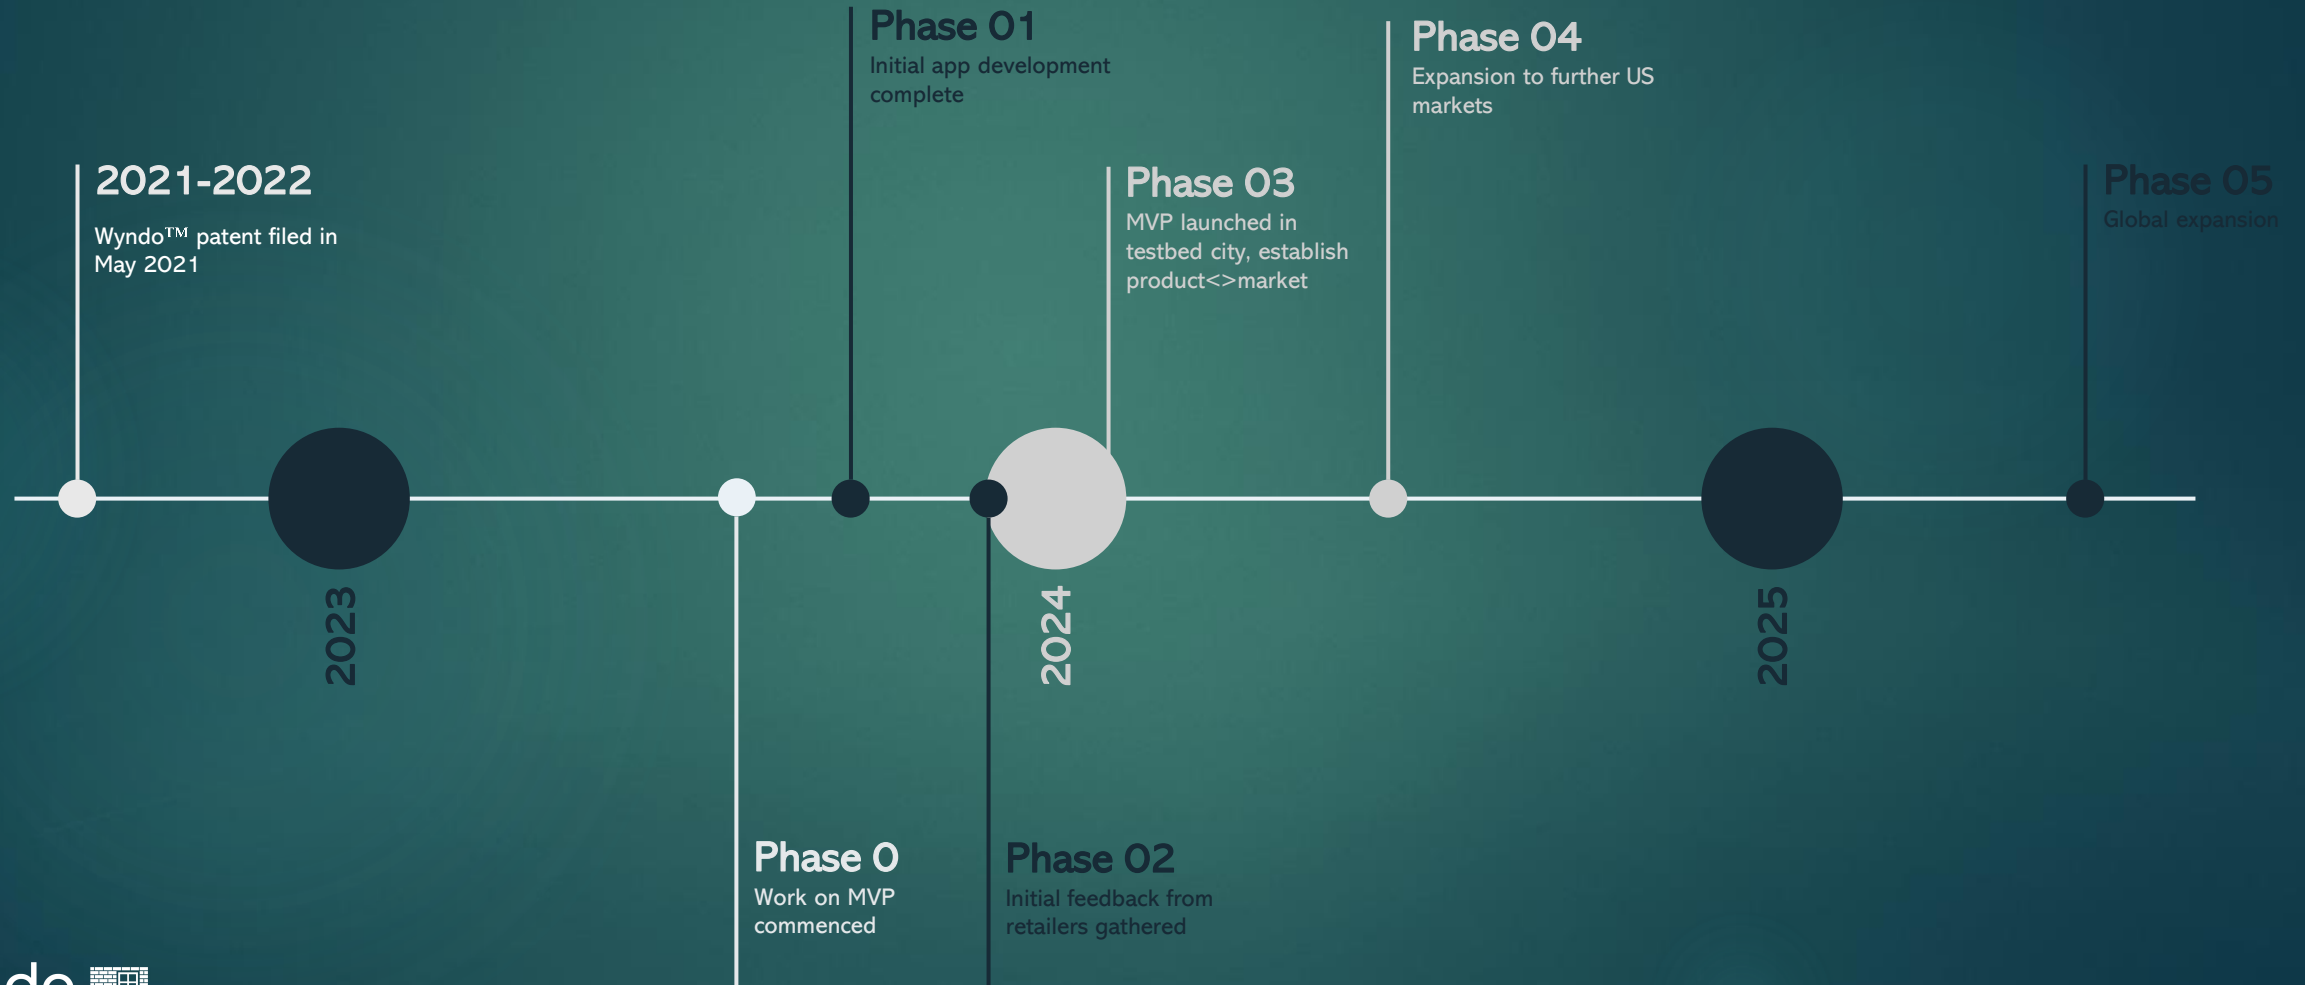 Phase 01
Initial app development
complete
Phase 04
Expansion to further US
markets
2021-2022
Wyndo™ patent filed in
May 2021
Phase 03
MVP launched in
testbed city, establish
product<>market
Phase 05
Global expansion
2023
2024
2025
Phase 0
Work on MVP
commenced
Phase 02
Initial feedback from
retailers gathered